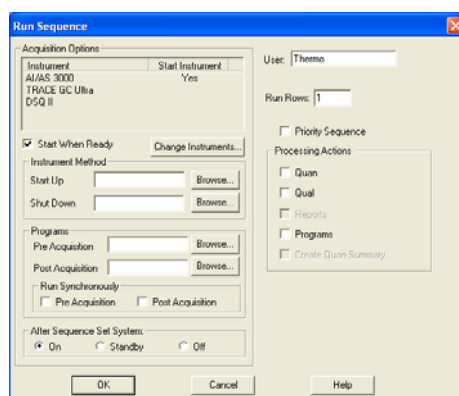 Run Sequence
Acquisition Options
Instrument Start Instrument
AI/AS 3000 Yes
TRACE GC Ultra
DSQ II
Start When Ready Change Instruments...
Instrument Method
Start Up Browse...
Shut Down Browse...
Programs
Pre Acquisition Browse...
Post Acquisition Browse...
Run Synchronously
Pre Acquisition Post Acquisition
After Sequence Set System:
On Standby Off
User: Thermo
Run Rows: 1
Priority Sequence
Processing Actions
Quan
Qual
Reports
Programs
Create Quan Summary
OK Cancel Help